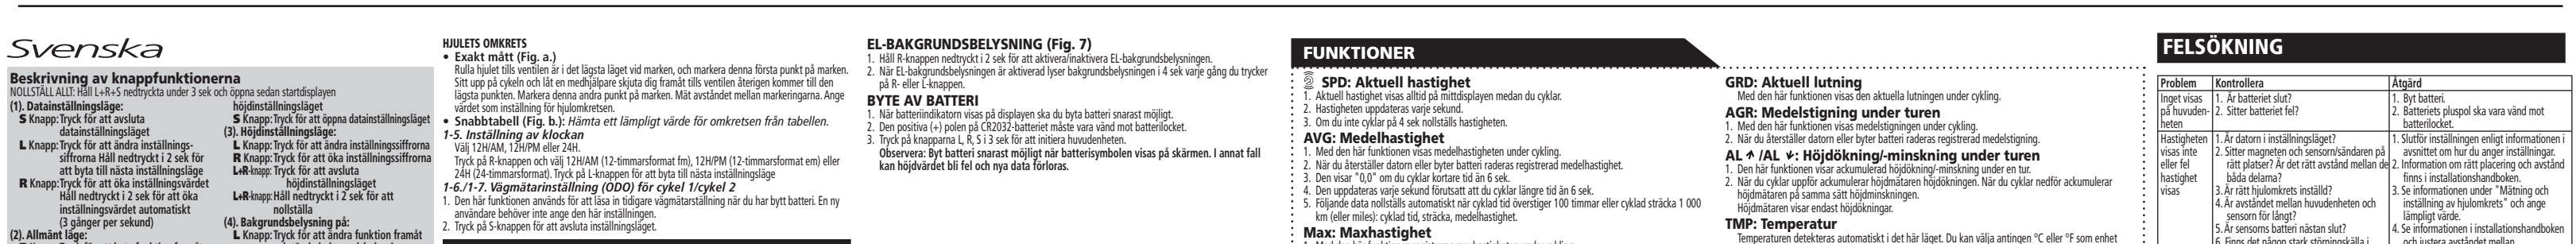 Svenska
Beskrivning av knappfunktionerna
NOLLSTÄLL ALLT: Håll L+R+S nedtryckta under 3 sek och öppna sedan startdisplayen
(1). Datainställningsläge:
S Knapp: Tryck för att avsluta
datainställningsläget
L Knapp: Tryck för att ändra inställnings-
siffrorna Håll nedtryckt i 2 sek för
att byta till nästa inställningsläge
R Knapp: Tryck för att öka inställningsvärdet
Håll nedtryckt i 2 sek för att öka
inställningsvärdet automatiskt
(3 gånger per sekund)
(2). Allmänt läge:
höjdinställningsläget
S Knapp: Tryck för att öppna datainställningsläget
(3). Höjdinställningsläge:
L Knapp: Tryck för att ändra inställningssiffrorna
R Knapp: Tryck för att öka inställningssiffrorna
L+R-knapp: Tryck för att avsluta
höjdinställningsläget
L+R-knapp: Håll nedtryckt i 2 sek för att
nollställa
(4). Bakgrundsbelysning på:
L Knapp: Tryck för att ändra funktion framåt
HJULETS OMKRETS
• Exakt mått (Fig. a.)
Rulla hjulet tills ventilen är i det lägsta läget vid marken, och markera denna första punkt på marken.
Sitt upp på cykeln och låt en medhjälpare skjuta dig framåt tills ventilen återigen kommer till den
lägsta punkten. Markera denna andra punkt på marken. Mät avståndet mellan markeringarna. Ange
värdet som inställning för hjulomkretsen.
• Snabbtabell (Fig. b.): Hämta ett lämpligt värde för omkretsen från tabellen.
1-5. Inställning av klockan
Välj 12H/AM, 12H/PM eller 24H.
Tryck på R-knappen och välj 12H/AM (12-timmarsformat fm), 12H/PM (12-timmarsformat em) eller
24H (24-timmarsformat). Tryck på L-knappen för att byta till nästa inställningsläge
1-6./1-7. Vägmätarinställning (ODO) för cykel 1/cykel 2
1. Den här funktionen används för att läsa in tidigare vägmätarställning när du har bytt batteri. En ny
användare behöver inte ange den här inställningen.
2. Tryck på S-knappen för att avsluta inställningsläget.
EL-BAKGRUNDSBELYSNING (Fig. 7)
1. Håll R-knappen nedtryckt i 2 sek för att aktivera/inaktivera EL-bakgrundsbelysningen.
2. När EL-bakgrundsbelysningen är aktiverad lyser bakgrundsbelysningen i 4 sek varje gång du trycker
på R- eller L-knappen.
BYTE AV BATTERI
1. När batteriindikatorn visas på displayen ska du byta batteri snarast möjligt.
2. Den positiva (+) polen på CR2032-batteriet måste vara vänd mot batterilocket.
3. Tryck på knapparna L, R, S i 3 sek för att initiera huvudenheten.
Observera: Byt batteri snarast möjligt när batterisymbolen visas på skärmen. I annat fall
kan höjdvärdet bli fel och nya data förloras.
FUNKTIONER
SPD: Aktuell hastighet
1. Aktuell hastighet visas alltid på mittdisplayen medan du cyklar.
2. Hastigheten uppdateras varje sekund.
3. Om du inte cyklar på 4 sek nollställs hastigheten.
AVG: Medelhastighet
1. Med den här funktionen visas medelhastigheten under cykling.
2. När du återställer datorn eller byter batteri raderas registrerad medelhastighet.
3. Den visar "0,0" om du cyklar kortare tid än 6 sek.
4. Den uppdateras varje sekund förutsatt att du cyklar längre tid än 6 sek.
5. Följande data nollställs automatiskt när cyklad tid överstiger 100 timmar eller cyklad sträcka 1 000
km (eller miles): cyklad tid, sträcka, medelhastighet.
Max: Maxhastighet
GRD: Aktuell lutning
Med den här funktionen visas den aktuella lutningen under cykling.
AGR: Medelstigning under turen
1. Med den här funktionen visas medelstigningen under cykling.
2. När du återställer datorn eller byter batteri raderas registrerad medelstigning.
AL ↑ /AL ↓: Höjdökning/-minskning under turen
1. Den här funktionen visar ackumulerad höjdökning/-minskning under en tur.
2. När du cyklar uppför ackumulerar höjdmätaren höjdökningen. När du cyklar nedför ackumulerar
höjdmätaren på samma sätt höjdminskningen.
Höjdmätaren visar endast höjdökningar.
TMP: Temperatur
Temperaturen detekteras automatiskt i det här läget. Du kan välja antingen °C eller °F som enhet
FELSÖKNING
Problem Kontrollera Åtgärd
Inget visas
på huvuden-
heten
1. Är batteriet slut?
2. Sitter batteriet fel?
1. Byt batteri.
2. Batteriets pluspol ska vara vänd mot
batterilocket.
Hastigheten
visas inte
eller fel
hastighet
visas
1. Är datorn i inställningsläget?
2. Sitter magneten och sensorn/sändaren på
rätt platser? Är det rätt avstånd mellan de
båda delarna?
3. Är rätt hjulomkrets inställd?
4. Är avståndet mellan huvudenheten och
sensorn för långt?
5. Är sensorns batteri nästan slut?
6. Finns det någon stark störningskälla i
1. Slutför inställningen enligt informationen i
avsnittet om hur du anger inställningar.
2. Information om rätt placering och avstånd
finns i installationshandboken.
3. Se informationen under "Mätning och
inställning av hjulomkrets" och ange
lämpligt värde.
4. Se informationen i installationshandboken
och justera avståndet mellan